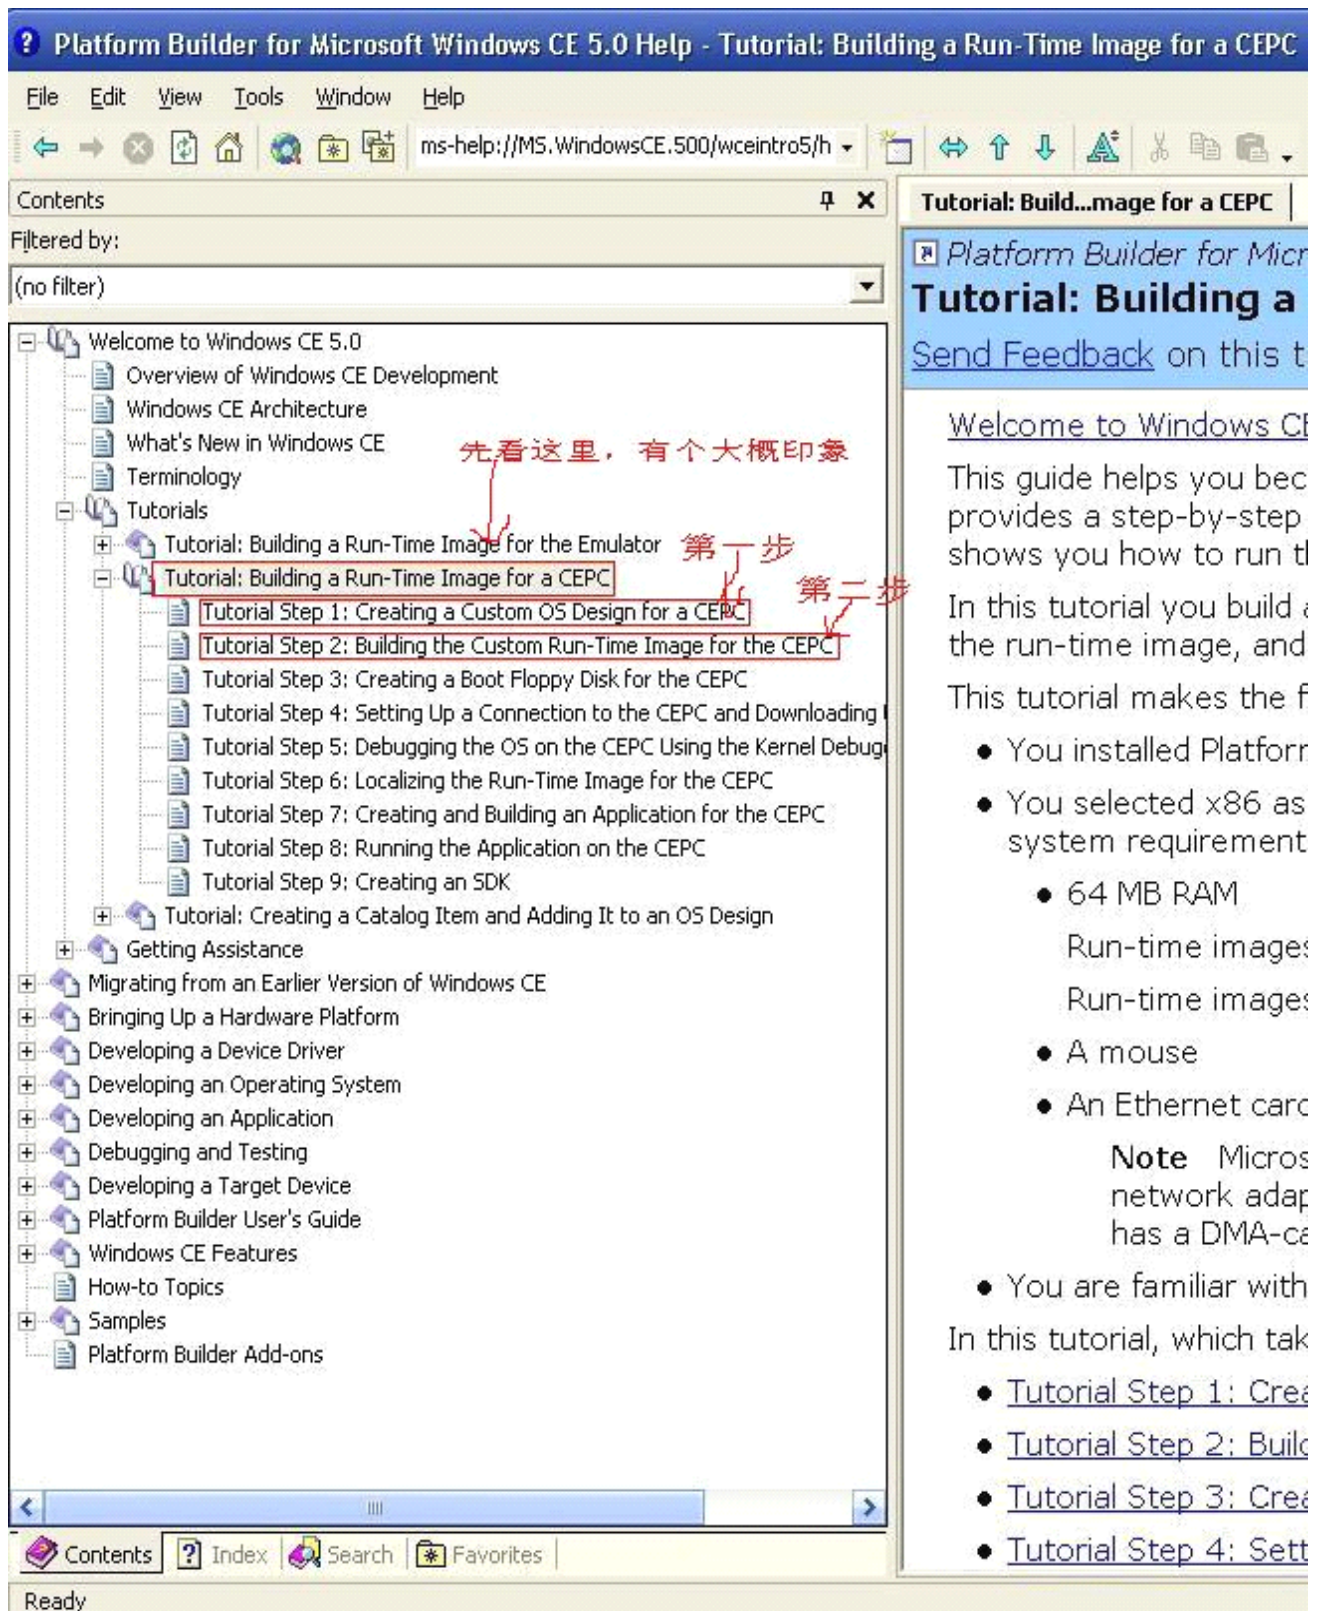 Platform Builder for Microsoft Windows CE 5.0 Help - Tutorial: Building a Run-Time Image for a CEPC
File Edit View Tools Window Help
ms-help://MS.WindowsCE.500/wceintro5/h
Contents
Filtered by:
(no filter)
Welcome to Windows CE 5.0
Overview of Windows CE Development
Windows CE Architecture
What's New in Windows CE
先看这里，有个大概印象
Terminology
Tutorials
Tutorial: Building a Run-Time Image for the Emulator
第一步
Tutorial: Building a Run-Time Image for a CEPC
第二步
Tutorial Step 1: Creating a Custom OS Design for a CEPC
Tutorial Step 2: Building the Custom Run-Time Image for the CEPC
Tutorial Step 3: Creating a Boot Floppy Disk for the CEPC
Tutorial Step 4: Setting Up a Connection to the CEPC and Downloading
Tutorial Step 5: Debugging the OS on the CEPC Using the Kernel Debug
Tutorial Step 6: Localizing the Run-Time Image for the CEPC
Tutorial Step 7: Creating and Building an Application for the CEPC
Tutorial Step 8: Running the Application on the CEPC
Tutorial Step 9: Creating an SDK
Tutorial: Creating a Catalog Item and Adding It to an OS Design
Getting Assistance
Migrating from an Earlier Version of Windows CE
Bringing Up a Hardware Platform
Developing a Device Driver
Developing an Operating System
Developing an Application
Debugging and Testing
Developing a Target Device
Platform Builder User's Guide
Windows CE Features
How-to Topics
Samples
Platform Builder Add-ons
Contents Index Search Favorites
Ready
Tutorial: Build...mage for a CEPC
Platform Builder for Micr
Tutorial: Building a
Send Feedback on this t
Welcome to Windows CE
This guide helps you bec
provides a step-by-step
shows you how to run th
In this tutorial you build a
the run-time image, and
This tutorial makes the f
You installed Platform
You selected x86 as
system requirement
64 MB RAM
Run-time images
Run-time images
A mouse
An Ethernet card
Note Micros
network adap
has a DMA-ca
You are familiar with
In this tutorial, which tak
Tutorial Step 1: Crea
Tutorial Step 2: Build
Tutorial Step 3: Crea
Tutorial Step 4: Sett